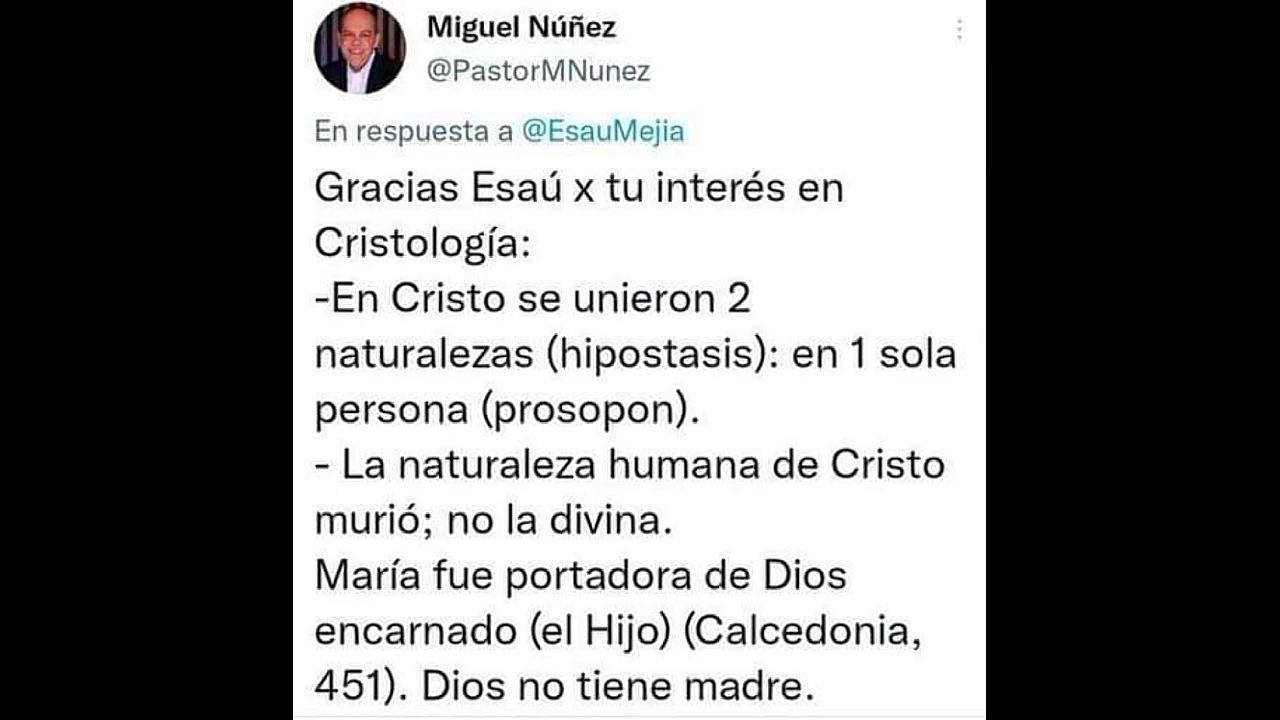 Miguel Núñez
@PastorMNunez
En respuesta a @EsauMejia
Gracias Esaú x tu interés en
Cristología:
-En Cristo se unieron 2
naturalezas (hipostasis): en 1 sola
persona (prosopon).
- La naturaleza humana de Cristo
murió; no la divina.
María fue portadora de Dios
encarnado (el Hijo) (Calcedonia,
451). Dios no tiene madre.